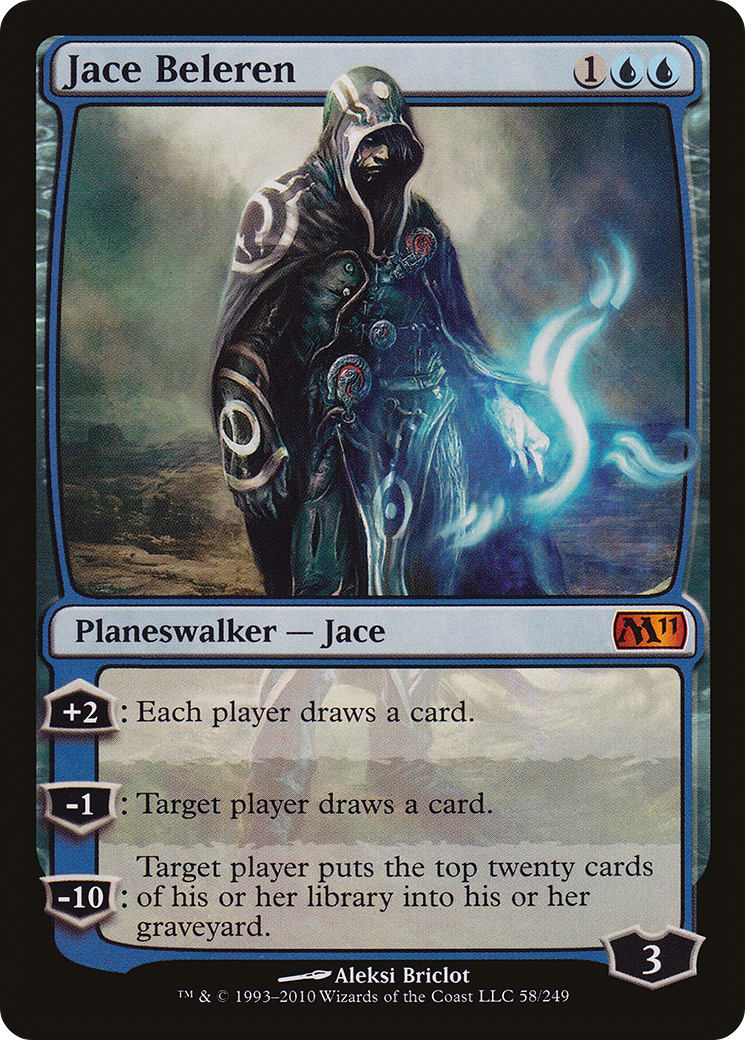 Jace Beleren 1
Planeswalker — Jace M11
+2 : Each player draws a card.
-1 : Target player draws a card.
Target player puts the top twenty cards
-10 : of his or her library into his or her
graveyard.
3
Aleksi Briclot
™ & © 1993–2010 Wizards of the Coast LLC 58/249